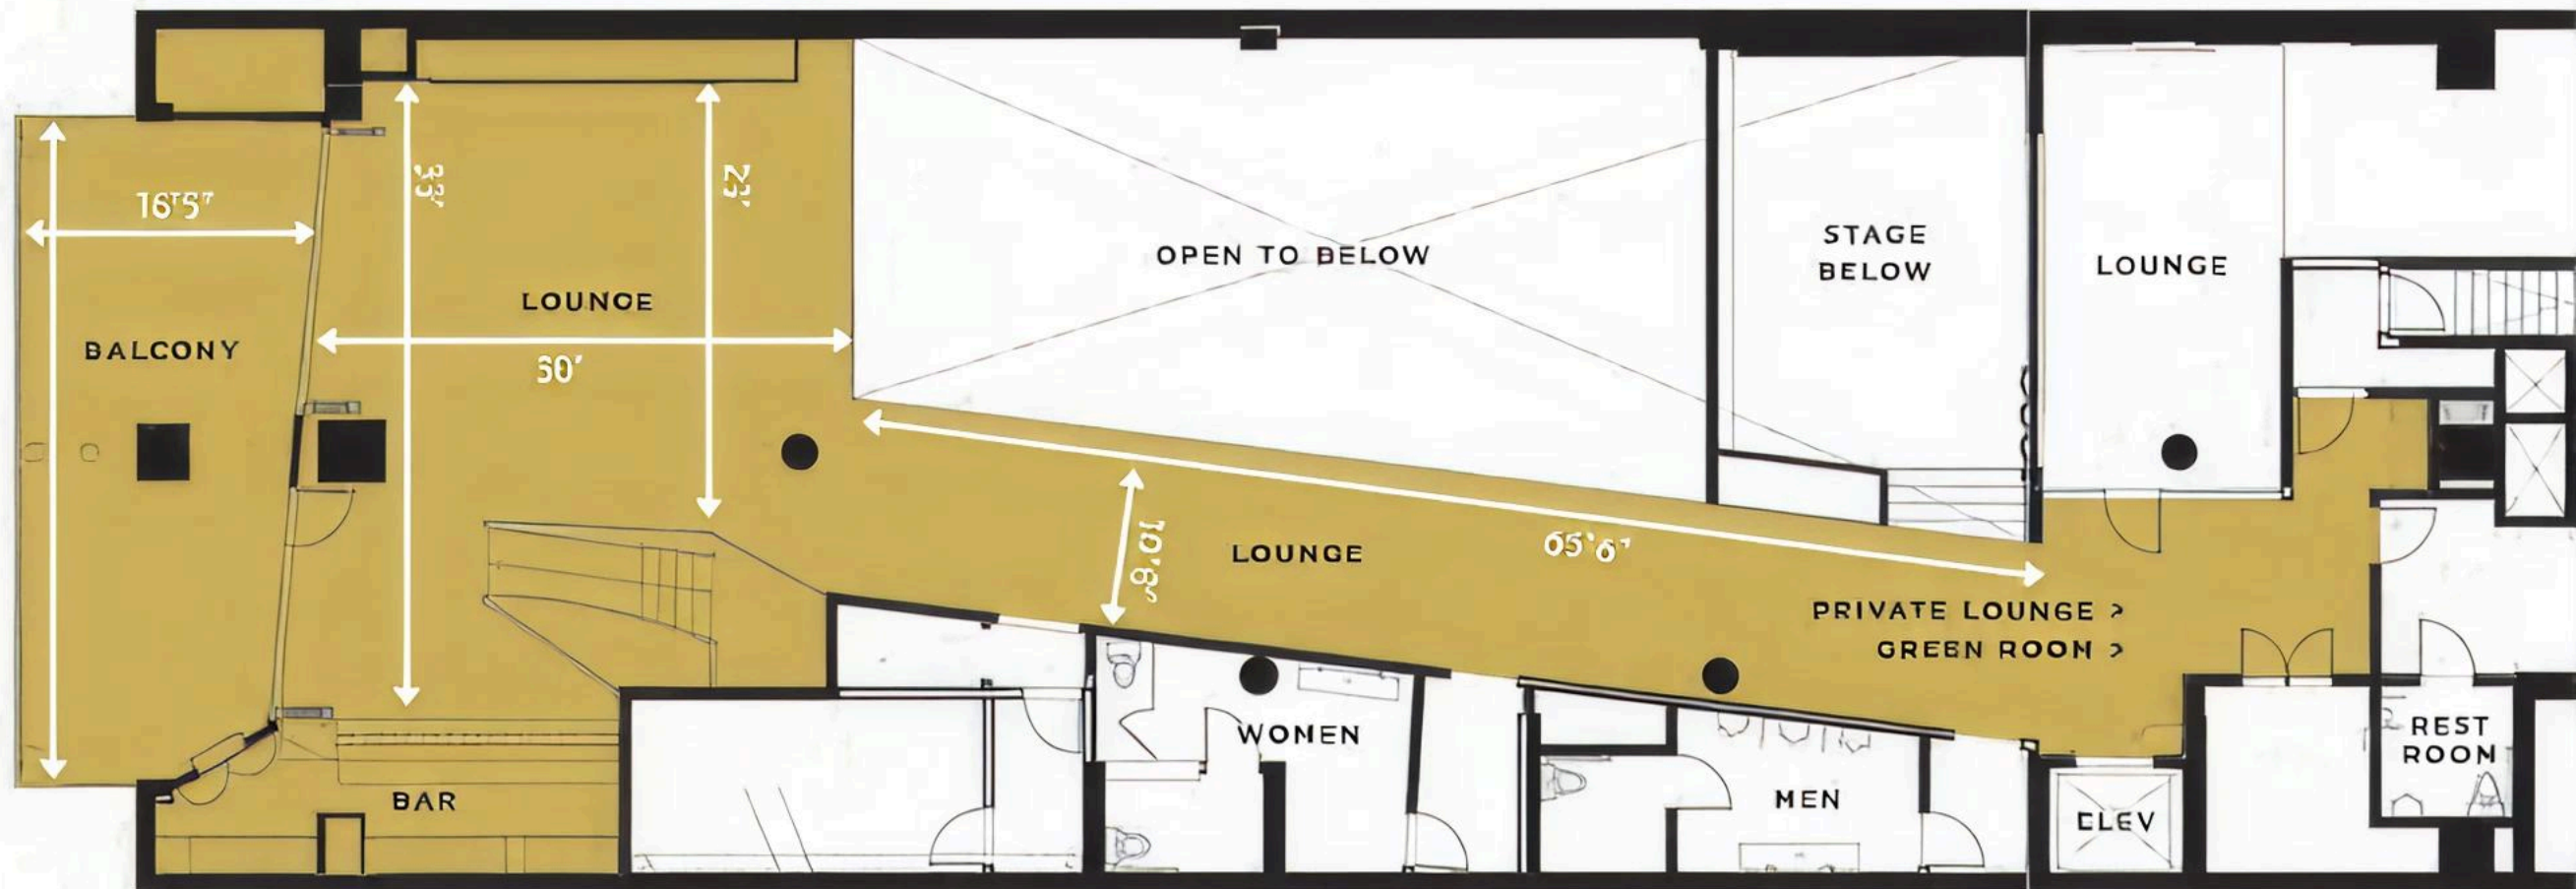 16'5"
33'
23'
BALCONY
LOUNGE
OPEN TO BELOW
STAGE
BELOW
LOUNGE
LOUNGE
10'8"
65'6"
PRIVATE LOUNGE >
GREEN ROOM >
BAR
WOMEN
MEN
ELEV
REST
ROOM